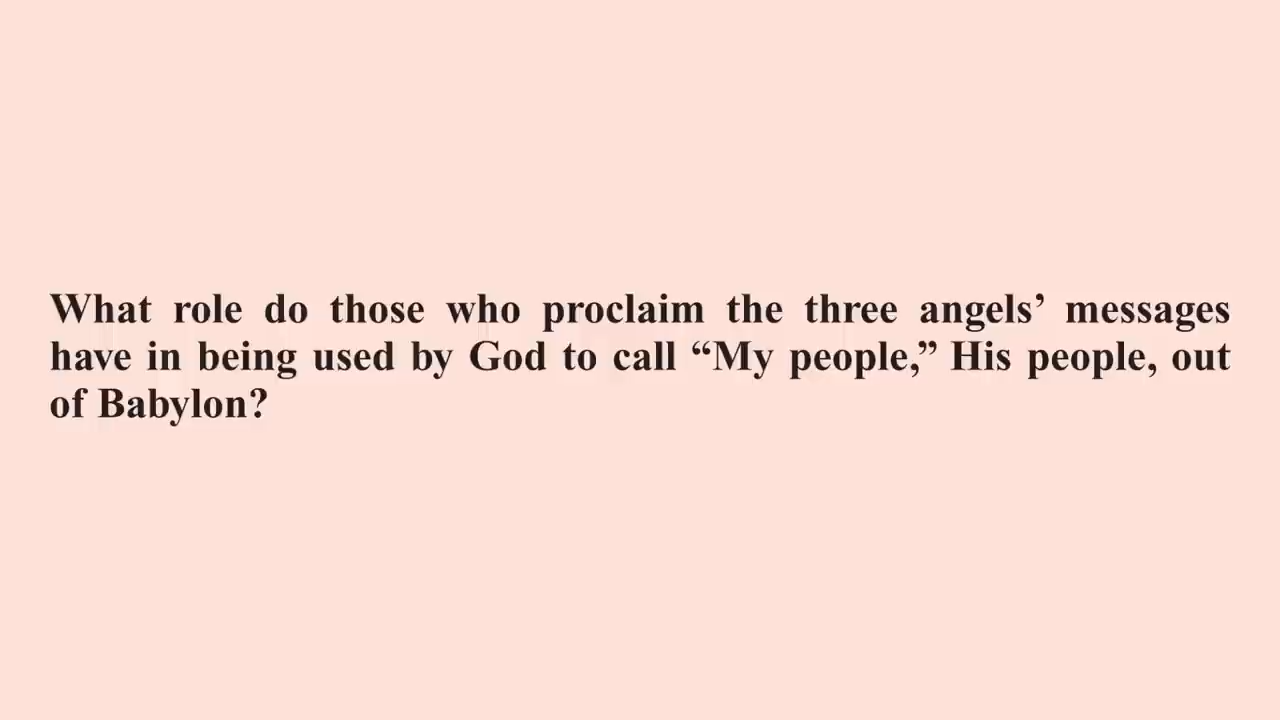 What role do those who proclaim the three angels’ messages
have in being used by God to call “My people,” His people, out
of Babylon?